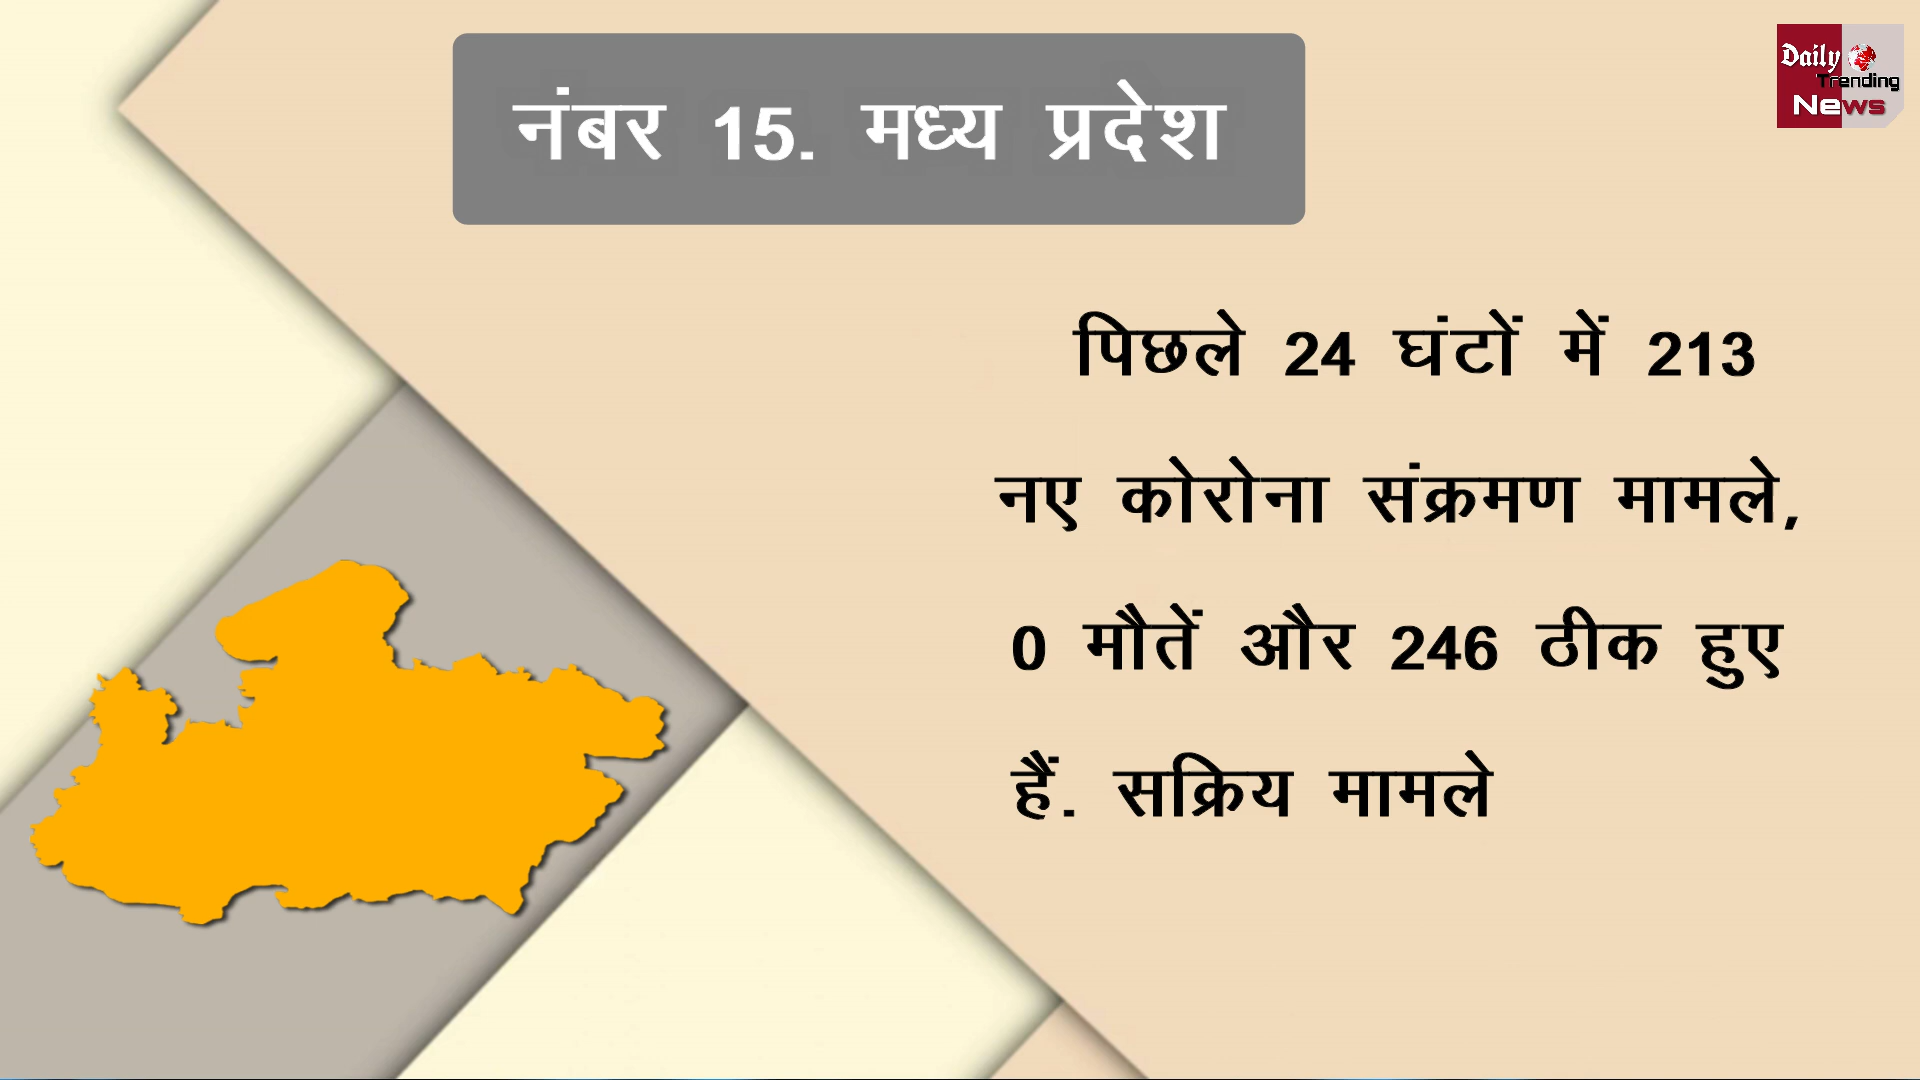 नंबर 15. मध्य प्रदेश
Daily
Trending
News
पिछले 24 घंटों में 213
नए कोरोना संक्रमण मामले,
0 मौतें और 246 ठीक हुए
हैं. सक्रिय मामले